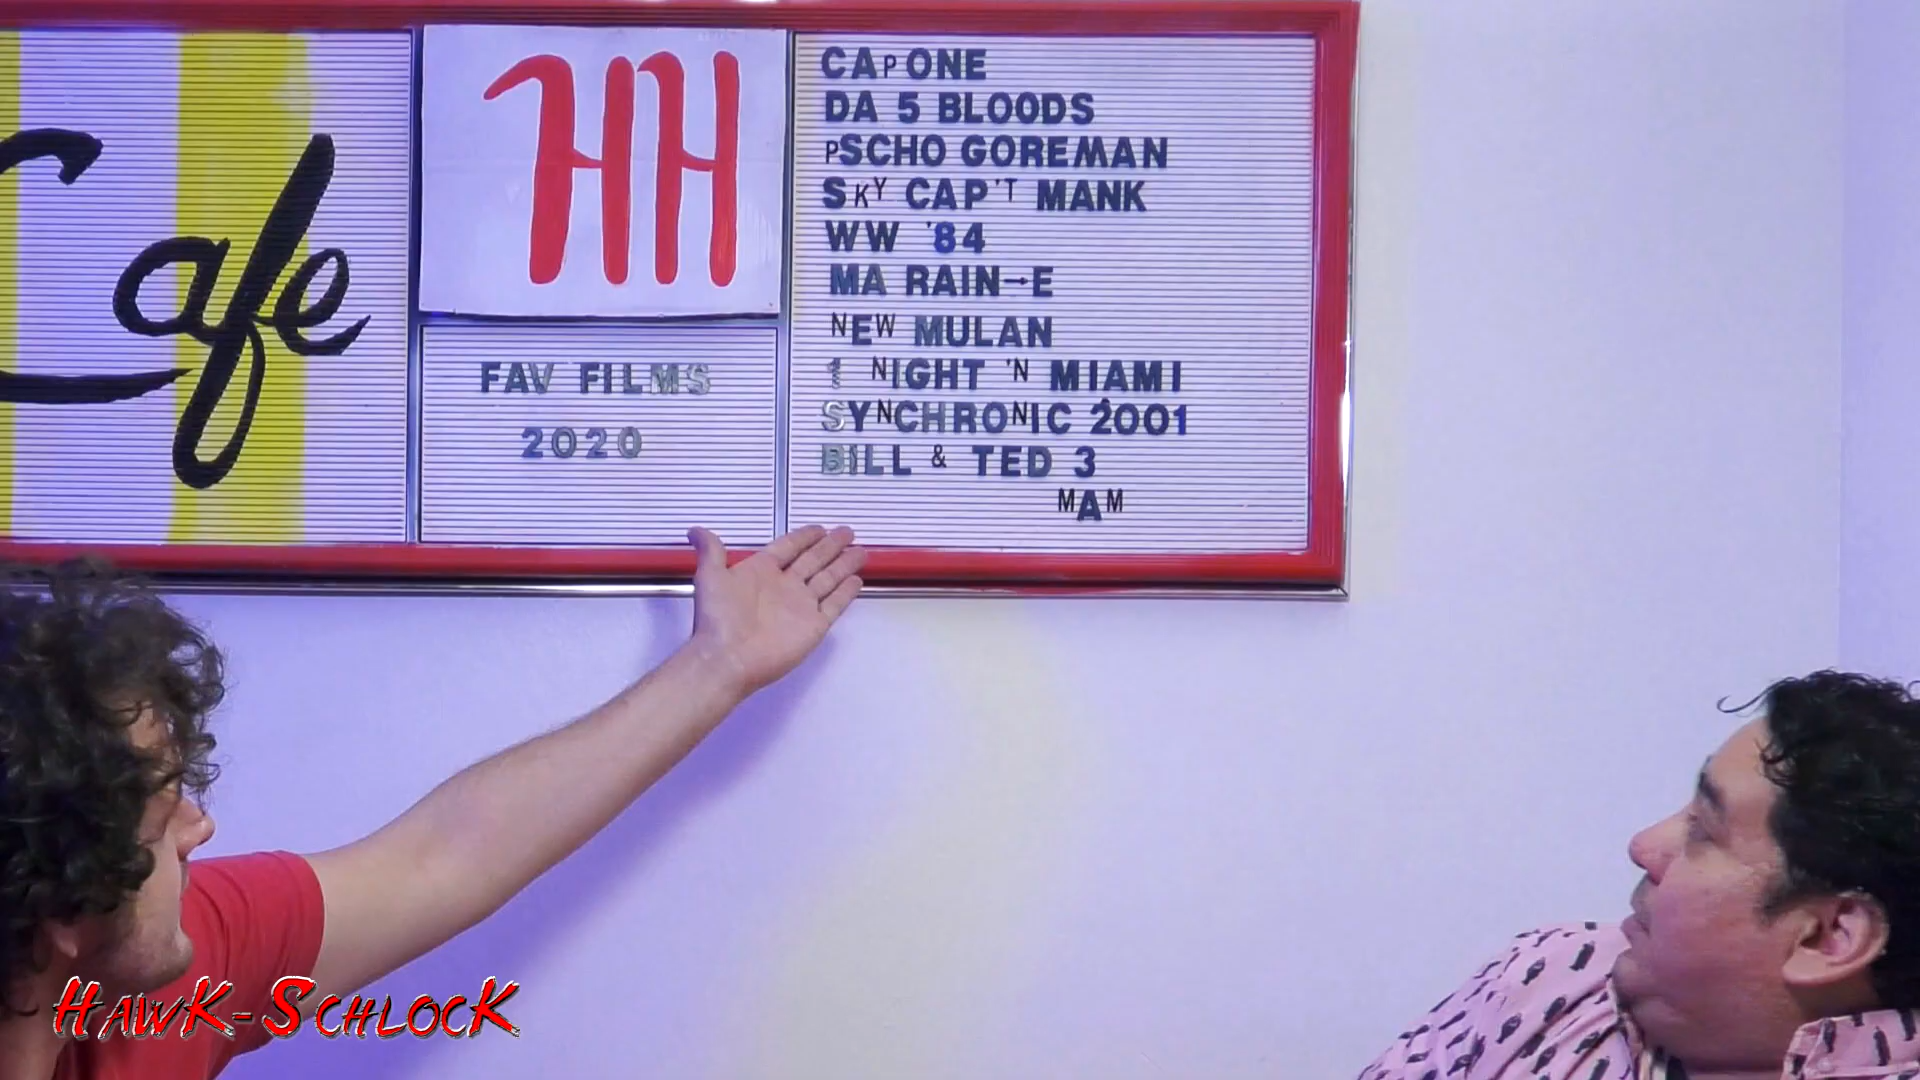 Cafe
HH
FAV FILMS
2020
CAPONE
DA 5 BLOODS
PSCHO GOREMAN
SKY CAP'T MANK
WW '84
MA RAIN→E
NEW MULAN
1 NIGHT 'N MIAMI
SYNCHRONIC 2001
BILL & TED 3
MAM
HAWK-SCHLOCK